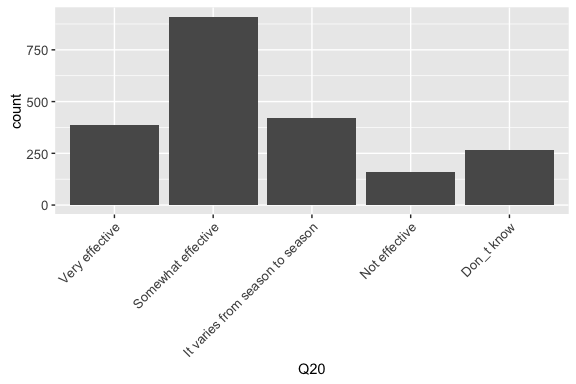 750
500
250
0
count
Very effective
Somewhat effective
It varies from season to season
Not effective
Don_t know
Q20